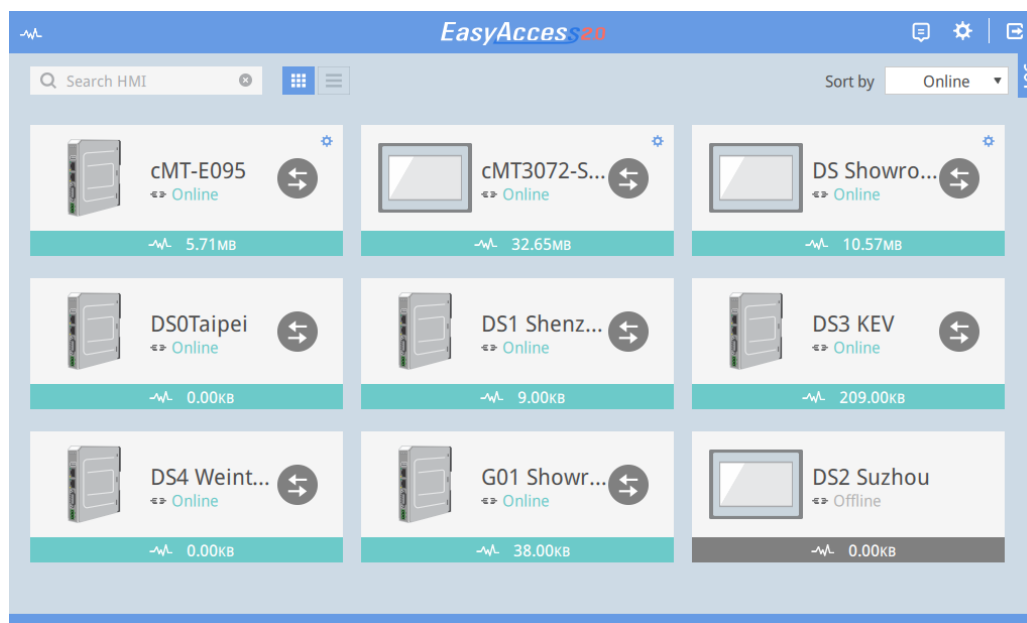 EasyAccess2.0
Search HMI
Sort by Online
cMT-E095
Online
5.71MB
cMT3072-S...
Online
32.65MB
DS Showro...
Online
10.57MB
DS0Taipei
Online
0.00KB
DS1 Shenz...
Online
9.00KB
DS3 KEV
Online
209.00KB
DS4 Weint...
Online
0.00KB
G01 Showr...
Online
38.00KB
DS2 Suzhou
Offline
0.00KB